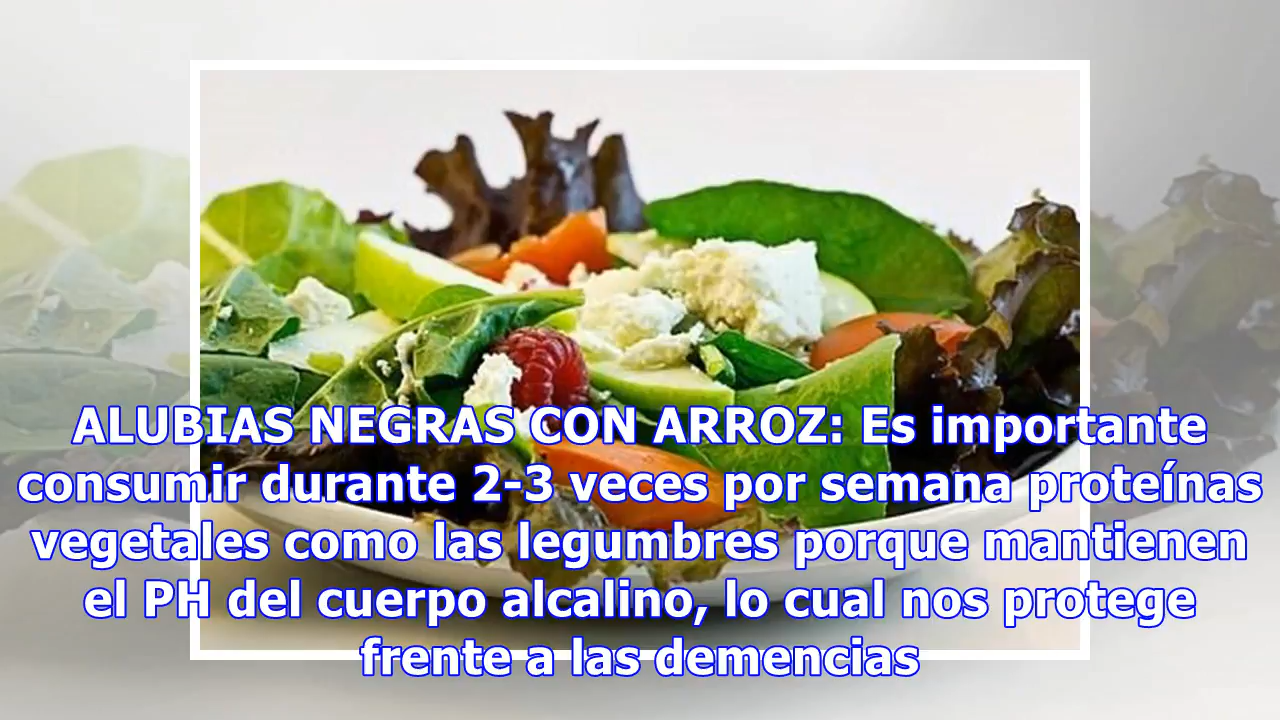 ALUBIAS NEGRAS CON ARROZ: Es importante
consumir durante 2-3 veces por semana proteínas
vegetales como las legumbres porque mantienen
el PH del cuerpo alcalino, lo cual nos protege
frente a las demencias